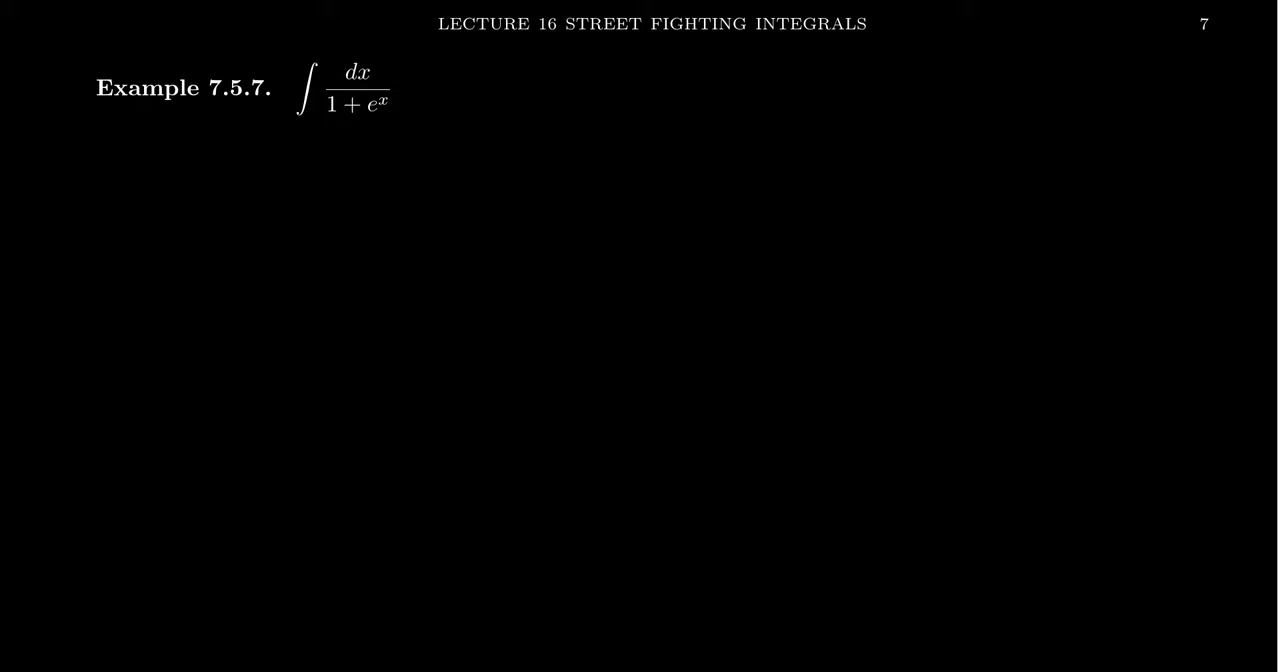 LECTURE 16 STREET FIGHTING INTEGRALS 7
Example 7.5.7. ∫ dx / (1 + e^x)